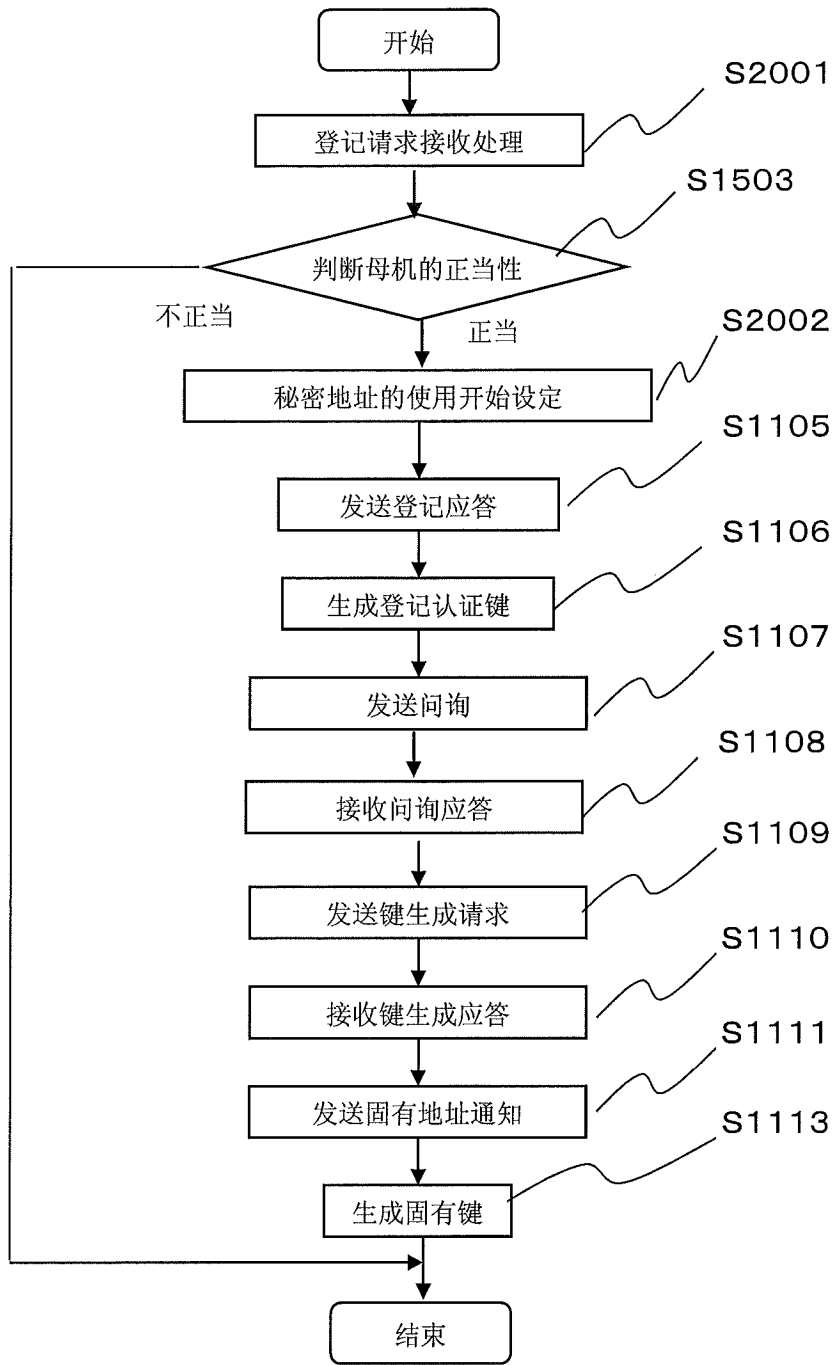 开始
S2001
登记请求接收处理
S1503
判断母机的正当性
不正当
正当
S2002
秘密地址的使用开始设定
S1105
发送登记应答
S1106
生成登记认证键
S1107
发送问询
S1108
接收问询应答
S1109
发送键生成请求
S1110
接收键生成应答
S1111
发送固有地址通知
S1113
生成固有键
结束